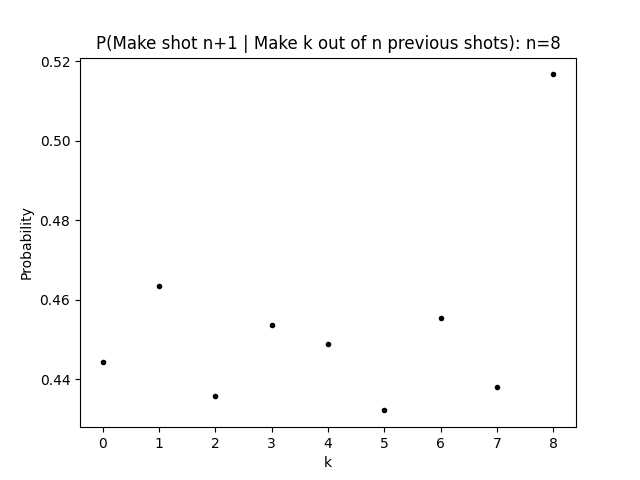 P(Make shot n+1 | Make k out of n previous shots): n=8
0.52
0.50
0.48
0.46
0.44
Probability
0 1 2 3 4 5 6 7 8
k